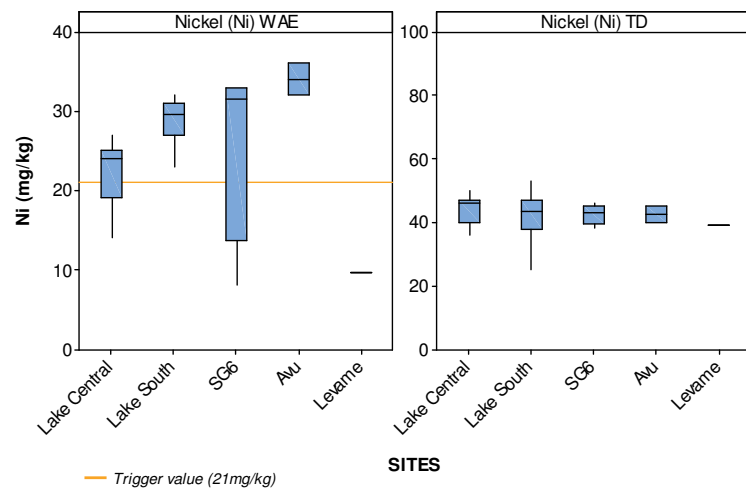 Nickel (Ni) WAE
Nickel (Ni) TD
Ni (mg/kg)
40
30
20
10
0
100
80
60
40
20
0
Lake Central
Lake South
SG6
Avu
Levame
Lake Central
Lake South
SG6
Avu
Levame
SITES
Trigger value (21mg/kg)